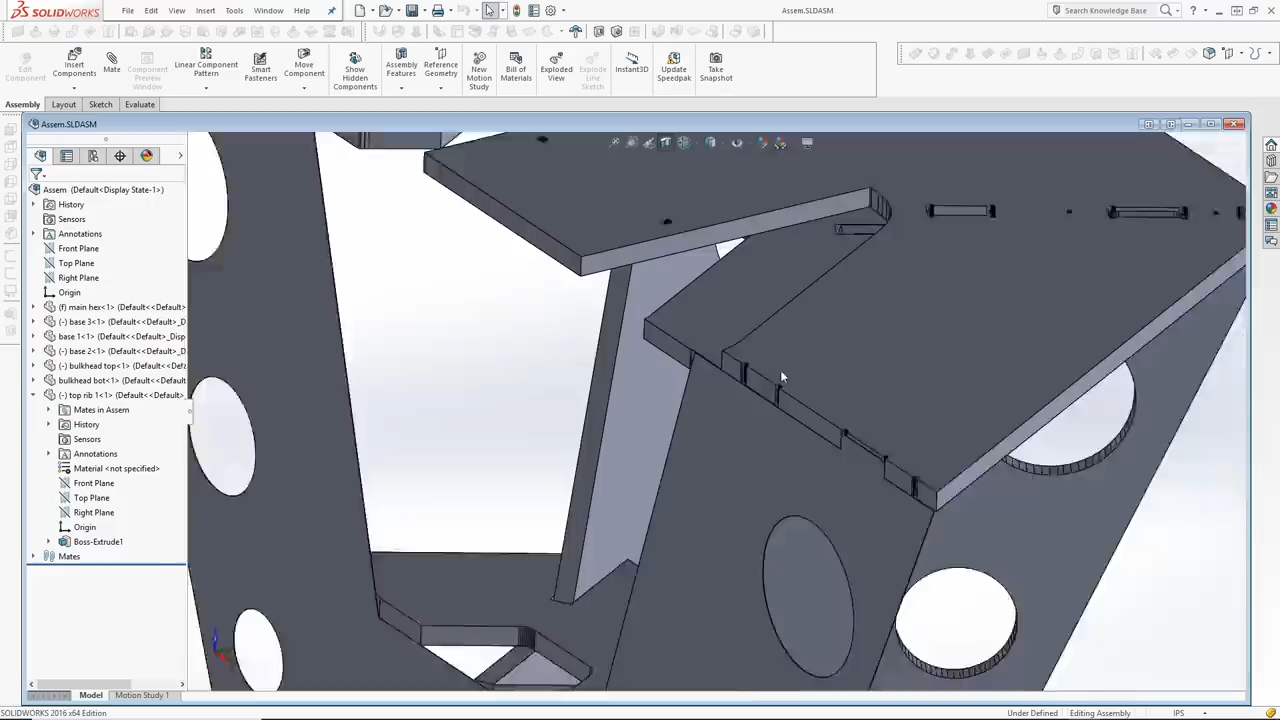 SOLIDWORKS
File Edit View Insert Tools Window Help
Assem.SLDASM
Search Knowledge Base
Edit Component
Insert Components
Mate
Component Preview Window
Linear Component Pattern
Smart Fasteners
Move Component
Show Hidden Components
Assembly Features
Reference Geometry
New Motion Study
Bill of Materials
Exploded View
Explode Line Sketch
Instant3D
Update Speedpak
Take Snapshot
Assembly Layout Sketch Evaluate
Assem.SLDASM
Assem (Default<Display State-1>)
History
Sensors
Annotations
Front Plane
Top Plane
Right Plane
Origin
(f) main hex<1> (Default<<Default>
(-) base 3<1> (Default<<Default>_D
base 1<1> (Default<<Default>_Disp
(-) base 2<1> (Default<<Default>_D
(-) bulkhead top<1> (Default<<Defa
bulkhead bot<1> (Default<<Default
(-) top rib 1<1> (Default<<Default>_
Mates in Assem
History
Sensors
Annotations
Material <not specified>
Front Plane
Top Plane
Right Plane
Origin
Boss-Extrude1
Mates
Model Motion Study 1
SOLIDWORKS 2016 x64 Edition
Under Defined Editing Assembly IPS